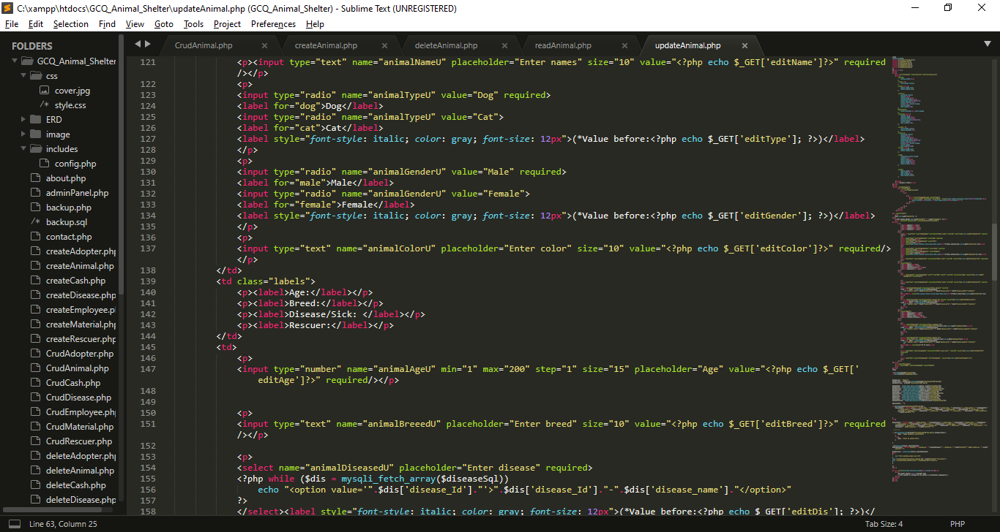 C:\xampp\htdocs\GCQ_Animal_Shelter\updateAnimal.php (GCQ_Animal_Shelter) - Sublime Text (UNREGISTERED)
File Edit Selection Find View Goto Tools Project Preferences Help
FOLDERS
GCQ_Animal_Shelter
css
cover.jpg
/* style.css
ERD
image
includes
config.php
about.php
adminPanel.php
backup.php
/* backup.sql
contact.php
createAdopter.php
createAnimal.php
createCash.php
createDisease.php
createEmployee.p
createMaterial.php
createRescuer.php
CrudAdopter.php
CrudAnimal.php
CrudCash.php
CrudDisease.php
CrudEmployee.php
CrudMaterial.php
CrudRescuer.php
deleteAdopter.php
deleteAnimal.php
deleteCash.php
deleteDisease.php
CrudAnimal.php × createAnimal.php × deleteAnimal.php × readAnimal.php × updateAnimal.php ×
121 <p><input type="text" name="animalNameU" placeholder="Enter names" size="10" value="<?php echo $_GET['editName']?>" required
/></p>
122 <p>
123 <input type="radio" name="animalTypeU" value="Dog" required>
124 <label for="dog">Dog</label>
125 <input type="radio" name="animalTypeU" value="Cat">
126 <label for="cat">Cat</label>
127 <label style="font-style: italic; color: gray; font-size: 12px">(*Value before:<?php echo $_GET['editType']; ?>)</label>
128 </p>
129 <p>
130 <input type="radio" name="animalGenderU" value="Male" required>
131 <label for="male">Male</label>
132 <input type="radio" name="animalGenderU" value="Female">
133 <label for="female">Female</label>
134 <label style="font-style: italic; color: gray; font-size: 12px">(*Value before:<?php echo $_GET['editGender']; ?>)</label>
135 </p>
136 <p>
137 <input type="text" name="animalColorU" placeholder="Enter color" size="10" value="<?php echo $_GET['editColor']?>" required/>
</p>
138 </td>
139 <td class="labels">
140 <p><label>Age:</label></p>
141 <p><label>Breed:</label></p>
142 <p><label>Disease/Sick: </label></p>
143 <p><label>Rescuer:</label></p>
144 </td>
145 <td>
146 <p>
147 <input type="number" name="animalAgeU" min="1" max="200" step="1" size="15" placeholder="Age" value="<?php echo $_GET['
editAge']?>" required/></p>
148
149
150 <p>
151 <input type="text" name="animalBreeedU" placeholder="Enter breed" size="10" value="<?php echo $_GET['editBreed']?>" required
/></p>
152
153 <p>
154 <select name="animalDiseasedU" placeholder="Enter disease" required>
155 <?php while ($dis = mysqli_fetch_array($diseaseSql))
156 echo "<option value='".$dis['disease_Id']."'>".$dis['disease_Id']."-".$dis['disease_name']."</option>"
157 ?>
158 </select><label style="font-style: italic; color: gray; font-size: 12px">(*Value before:<?php echo $_GET['editDis']; ?>)</
Line 63, Column 25
Tab Size: 4
PHP